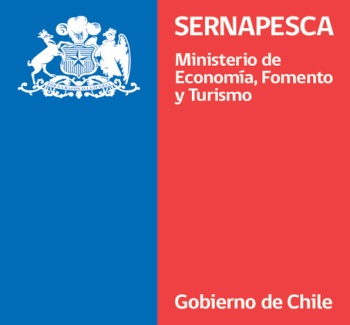 SERNAPESCA
Ministerio de
Economía, Fomento
y Turismo
Gobierno de Chile